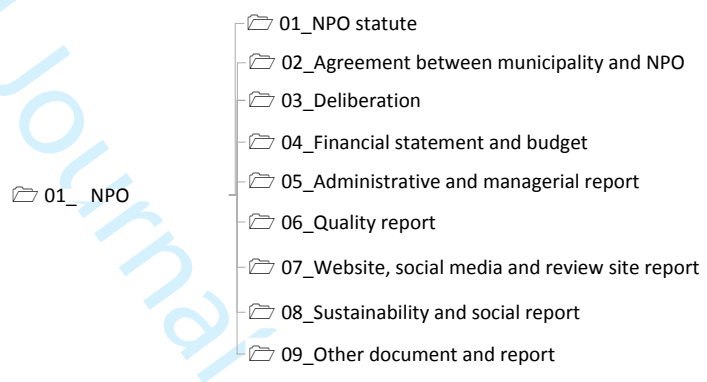 01_NPO statute
02_Agreement between municipality and NPO
03_Deliberation
04_Financial statement and budget
05_Administrative and managerial report
01_ NPO
06_Quality report
07_Website, social media and review site report
08_Sustainability and social report
09_Other document and report
Journal